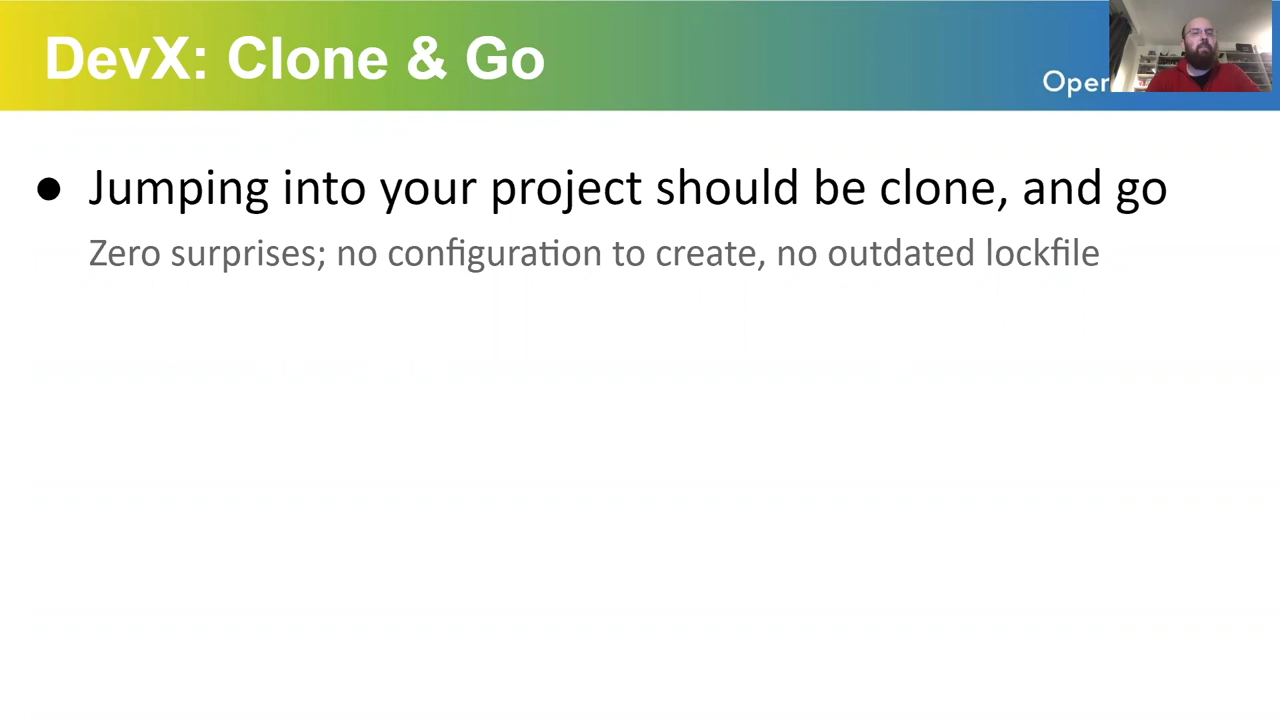 DevX: Clone & Go
Oper
● Jumping into your project should be clone, and go
Zero surprises; no configuration to create, no outdated lockfile